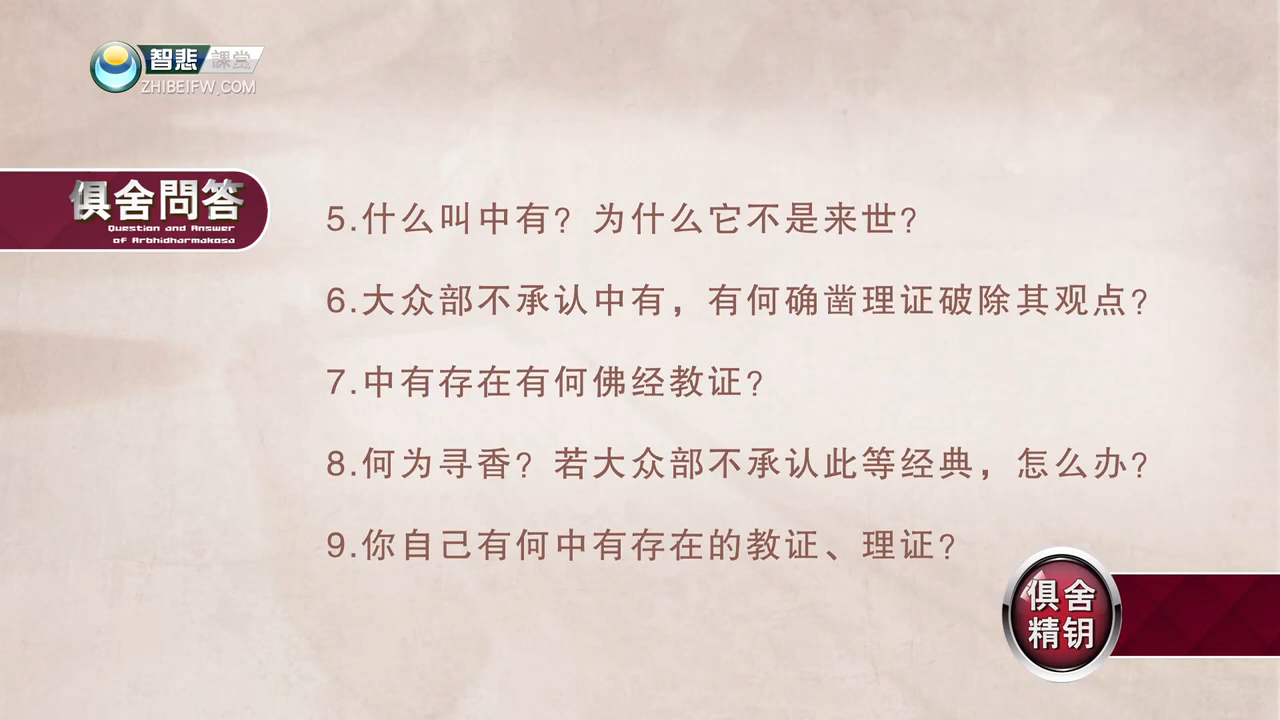 智悲 課堂
ZHIBEIFW.COM
俱舍問答
Question and Answer
of Arbhidharmakosa
5.什么叫中有？为什么它不是来世？
6.大众部不承认中有，有何确凿理证破除其观点？
7.中有存在有何佛经教证？
8.何为寻香？若大众部不承认此等经典，怎么办？
9.你自己有何中有存在的教证、理证？
俱舍
精钥